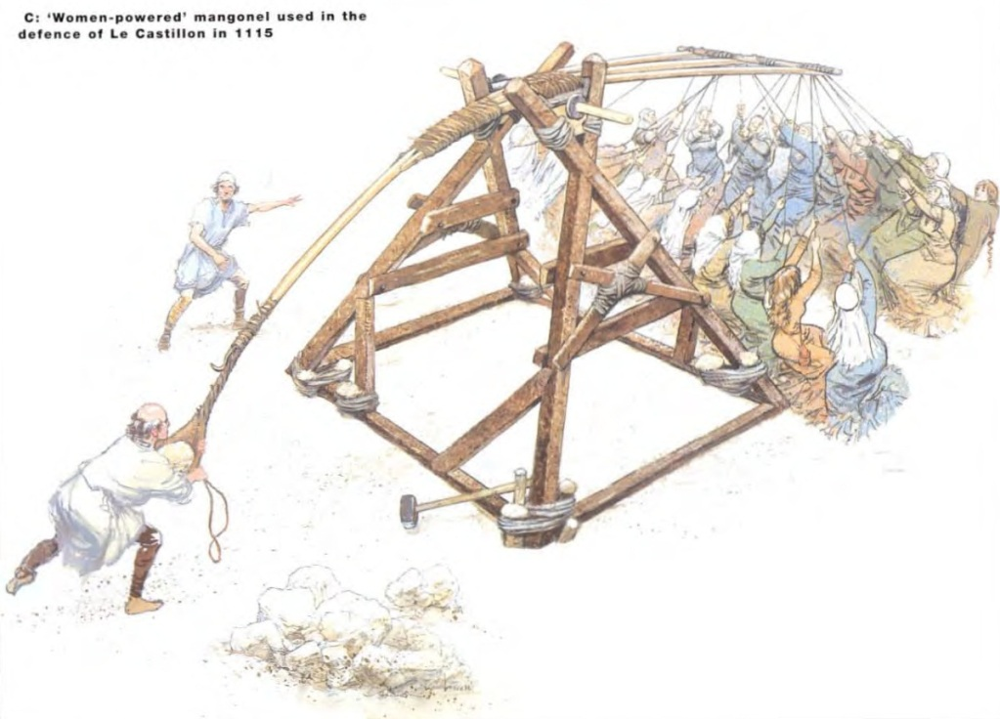 C: 'Women-powered' mangonel used in the
defence of Le Castillon in 1115